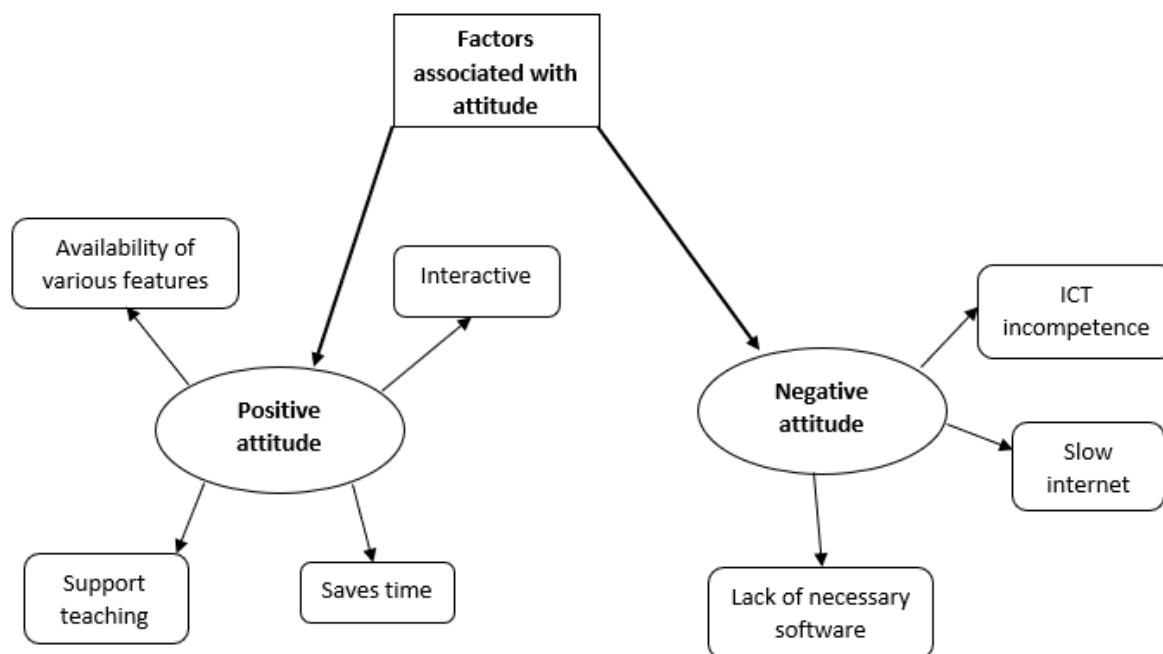 Factors
associated with
attitude
Availability of
various features
Interactive
ICT
incompetence
Positive
attitude
Negative
attitude
Slow
internet
Support
teaching
Saves time
Lack of necessary
software